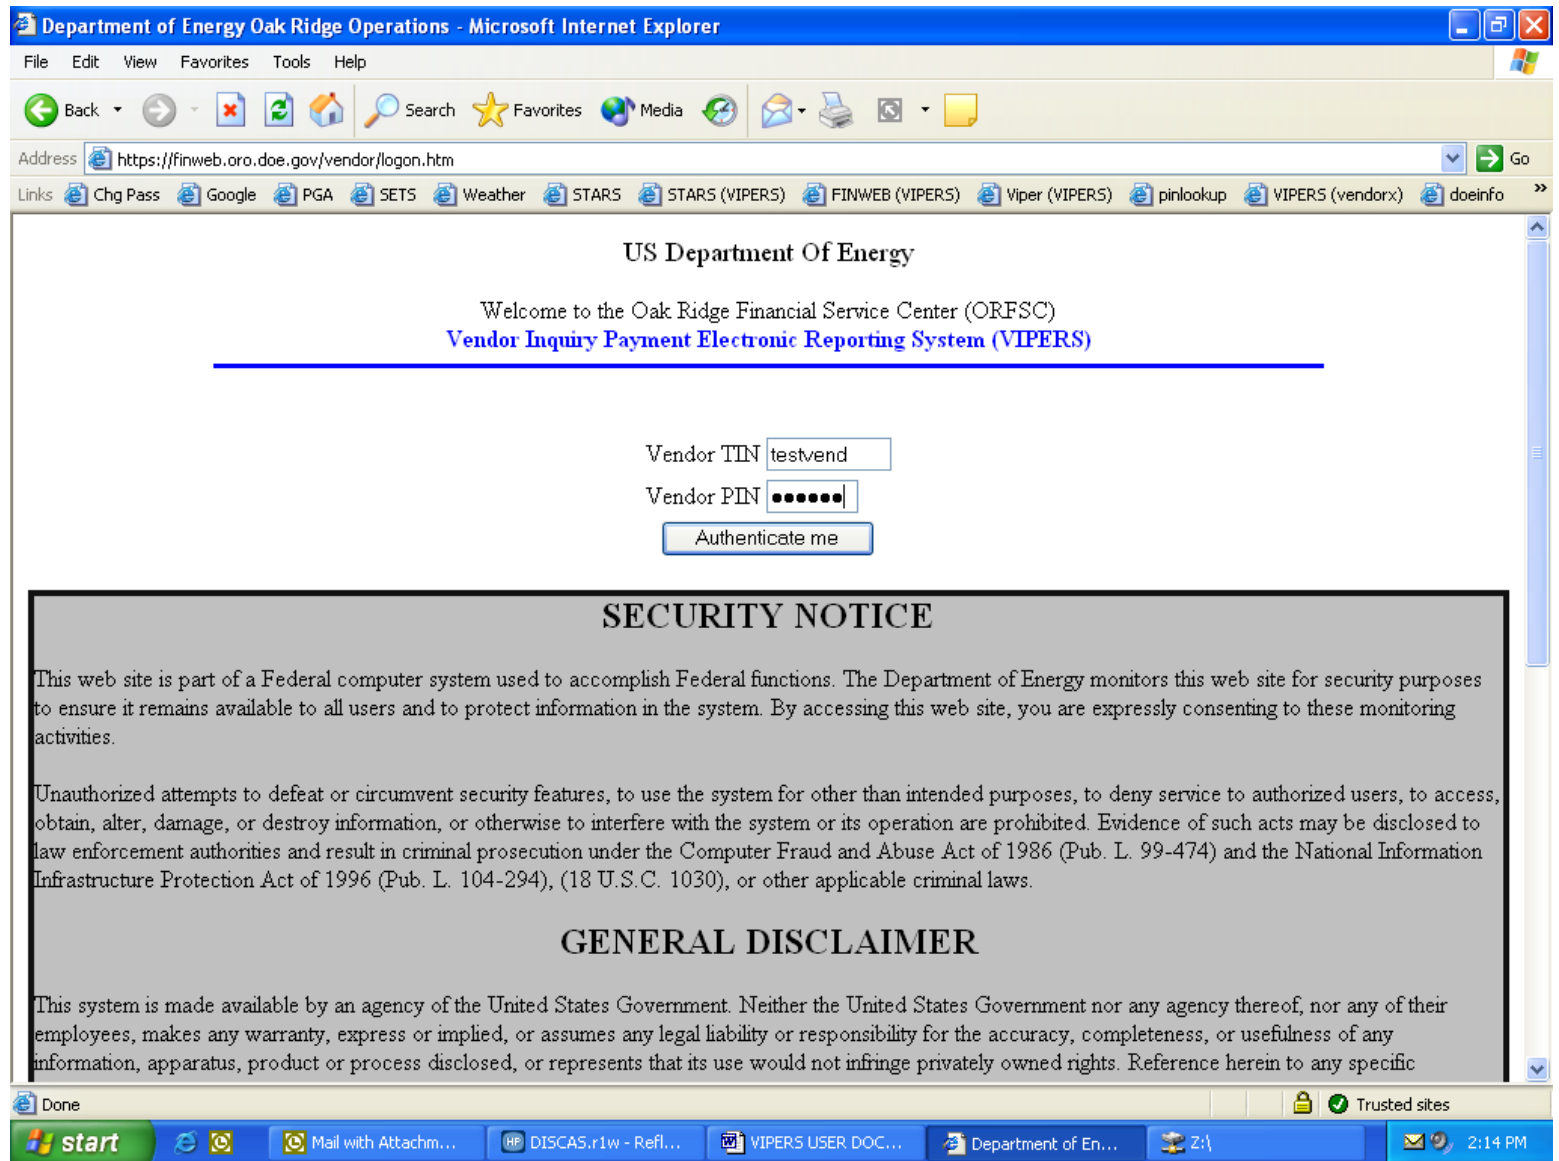 Department of Energy Oak Ridge Operations - Microsoft Internet Explorer
File Edit View Favorites Tools Help
Back Search Favorites Media
Address https://finweb.oro.doe.gov/vendor/logon.htm Go
Links Chg Pass Google PGA SETS Weather STARS STARS (VIPERS) FINWEB (VIPERS) Viper (VIPERS) pinlookup VIPERS (vendorx) doeinfo »
US Department Of Energy
Welcome to the Oak Ridge Financial Service Center (ORFSC)
Vendor Inquiry Payment Electronic Reporting System (VIPERS)
Vendor TIN testvend
Vendor PIN ●●●●●●
Authenticate me
SECURITY NOTICE
This web site is part of a Federal computer system used to accomplish Federal functions. The Department of Energy monitors this web site for security purposes
to ensure it remains available to all users and to protect information in the system. By accessing this web site, you are expressly consenting to these monitoring
activities.
Unauthorized attempts to defeat or circumvent security features, to use the system for other than intended purposes, to deny service to authorized users, to access,
obtain, alter, damage, or destroy information, or otherwise to interfere with the system or its operation are prohibited. Evidence of such acts may be disclosed to
law enforcement authorities and result in criminal prosecution under the Computer Fraud and Abuse Act of 1986 (Pub. L. 99-474) and the National Information
Infrastructure Protection Act of 1996 (Pub. L. 104-294), (18 U.S.C. 1030), or other applicable criminal laws.
GENERAL DISCLAIMER
This system is made available by an agency of the United States Government. Neither the United States Government nor any agency thereof, nor any of their
employees, makes any warranty, express or implied, or assumes any legal liability or responsibility for the accuracy, completeness, or usefulness of any
information, apparatus, product or process disclosed, or represents that its use would not infringe privately owned rights. Reference herein to any specific
Done Trusted sites
start Mail with Attachm... DISCAS.r1w - Refl... VIPERS USER DOC... Department of En... Z:\ 2:14 PM